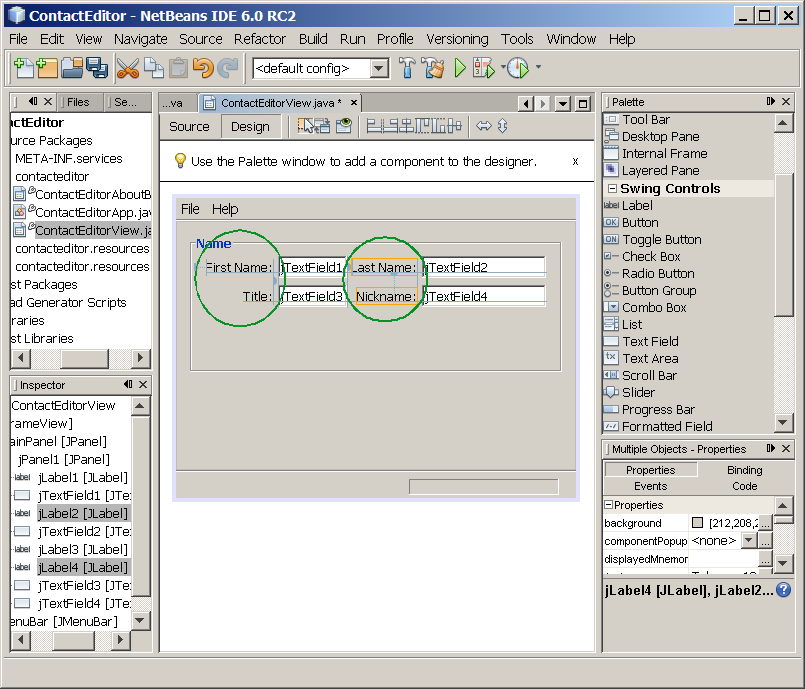 ContactEditor - NetBeans IDE 6.0 RC2
File Edit View Navigate Source Refactor Build Run Profile Versioning Tools Window Help
<default config>
Files Se...
...va ContactEditorView.java * x
Palette
Source Design
Use the Palette window to add a component to the designer. x
ntactEditor
urce Packages
META-INF.services
contacteditor
ContactEditorAboutB
ContactEditorApp.jav
ContactEditorView.ja
contacteditor.resources
contacteditor.resources
st Packages
ad Generator Scripts
raries
st Libraries
Inspector
ContactEditorView
rameView]
ainPanel [JPanel]
jPanel1 [JPanel]
label jLabel1 [JLabel]
jTextField1 [JTe
label jLabel2 [JLabel]
jTextField2 [JTe
label jLabel3 [JLabel]
label jLabel4 [JLabel]
jTextField3 [JTe
jTextField4 [JTe
enuBar [JMenuBar]
File Help
Name
First Name: jTextField1 Last Name: jTextField2
Title: jTextField3 Nickname: jTextField4
Tool Bar
Desktop Pane
Internal Frame
Layered Pane
Swing Controls
label Label
OK Button
ON Toggle Button
Check Box
Radio Button
Button Group
Combo Box
List
Text Field
Text Area
Scroll Bar
Slider
Progress Bar
Formatted Field
Multiple Objects - Properties
Properties Binding
Events Code
Properties
background [212,208,2 ...
componentPopup <none> ...
displayedMnemor ...
jLabel4 [JLabel], jLabel2...